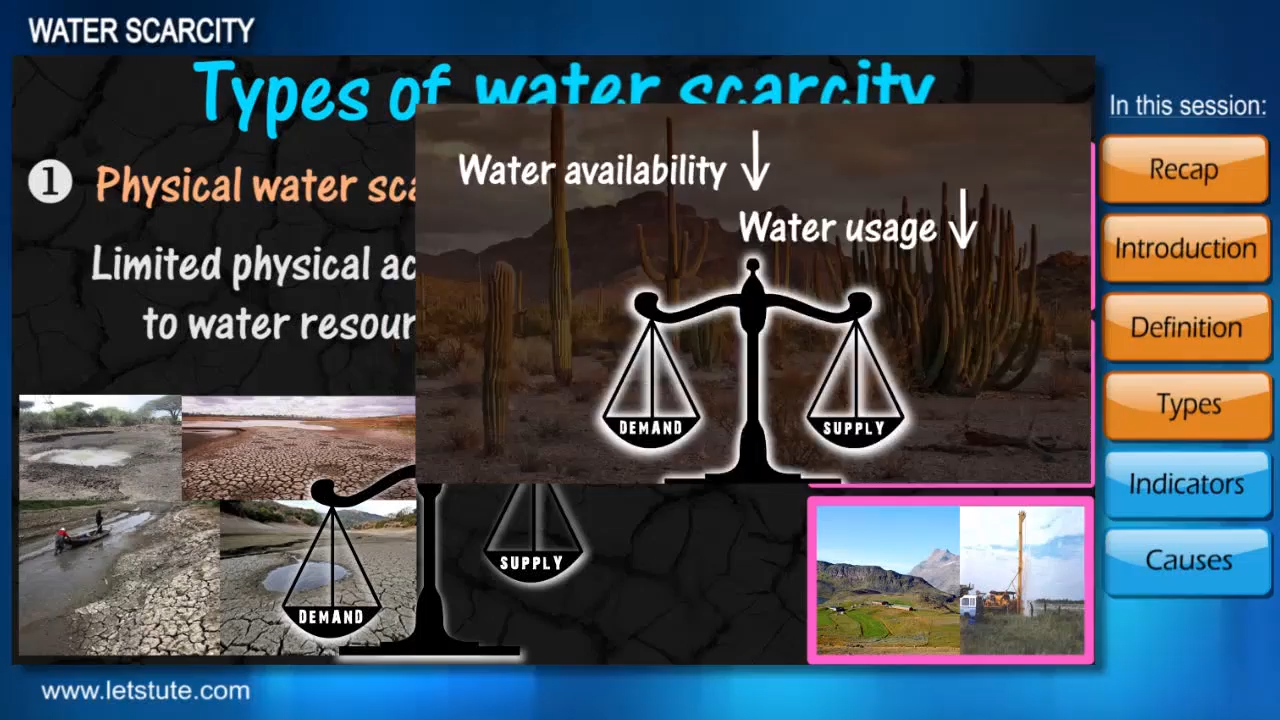 WATER SCARCITY
Types of water scarcity
1 Physical water sca
Limited physical ac
to water resour
Water availability ↓
Water usage ↓
DEMAND
SUPPLY
SUPPLY
DEMAND
In this session:
Recap
Introduction
Definition
Types
Indicators
Causes
www.letstute.com